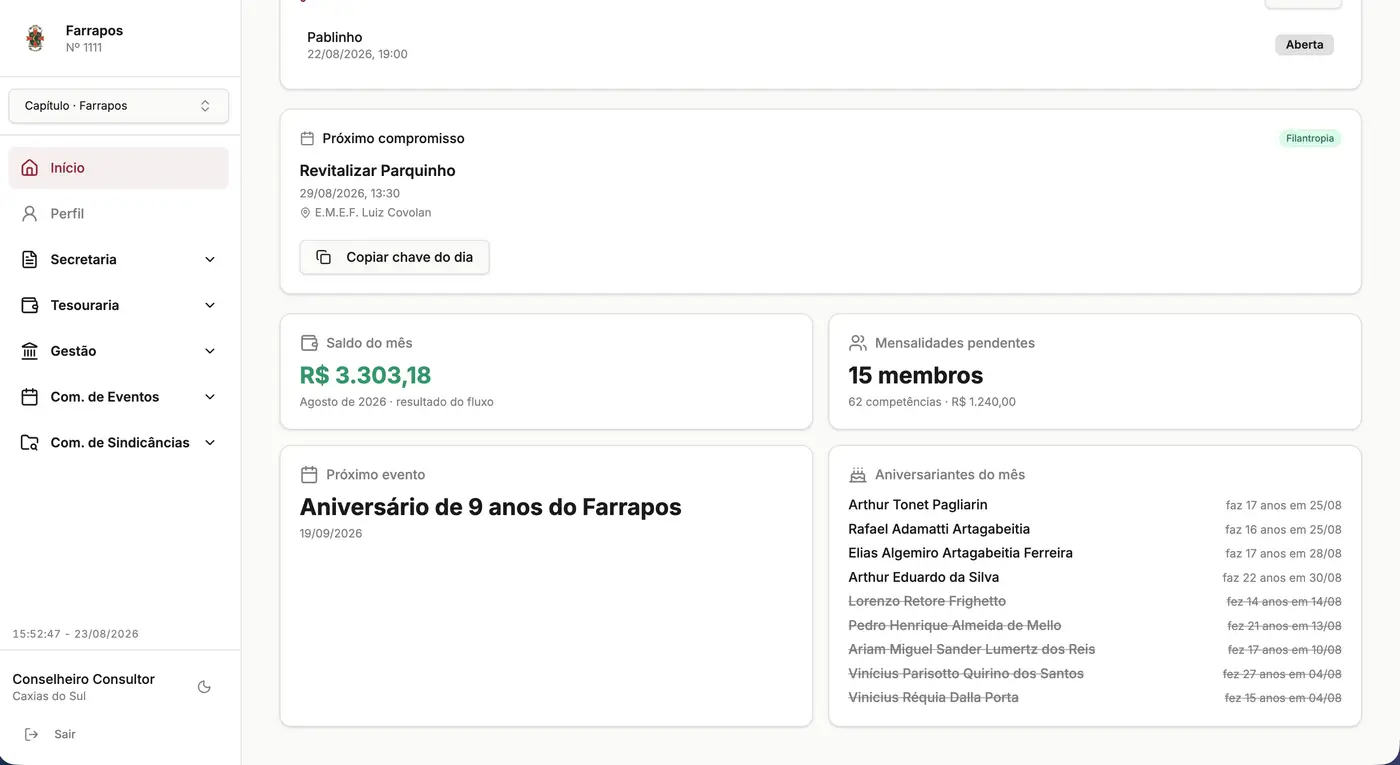 Farrapos
Nº 1111
Capítulo · Farrapos
Início
Perfil
Secretaria
Tesouraria
Gestão
Com. de Eventos
Com. de Sindicâncias
15:52:47 - 23/08/2026
Conselheiro Consultor
Caxias do Sul
Sair
Pablinho
22/08/2026, 19:00
Aberta
Próximo compromisso
Filantropia
Revitalizar Parquinho
29/08/2026, 13:30
E.M.E.F. Luiz Covolan
Copiar chave do dia
Saldo do mês
R$ 3.303,18
Agosto de 2026 · resultado do fluxo
Mensalidades pendentes
15 membros
62 competências · R$ 1.240,00
Próximo evento
Aniversário de 9 anos do Farrapos
19/09/2026
Aniversariantes do mês
Arthur Tonet Pagliarin faz 17 anos em 25/08
Rafael Adamatti Artagabeitia faz 16 anos em 25/08
Elias Algemiro Artagabeitia Ferreira faz 17 anos em 28/08
Arthur Eduardo da Silva faz 22 anos em 30/08
Lorenzo Retore Frighetto fez 14 anos em 14/08
Pedro Henrique Almeida de Mello fez 21 anos em 13/08
Ariam Miguel Sander Lumertz dos Reis fez 17 anos em 10/08
Vinícius Parisotto Quirino dos Santos fez 27 anos em 04/08
Vinicius Réquia Dalla Porta fez 15 anos em 04/08